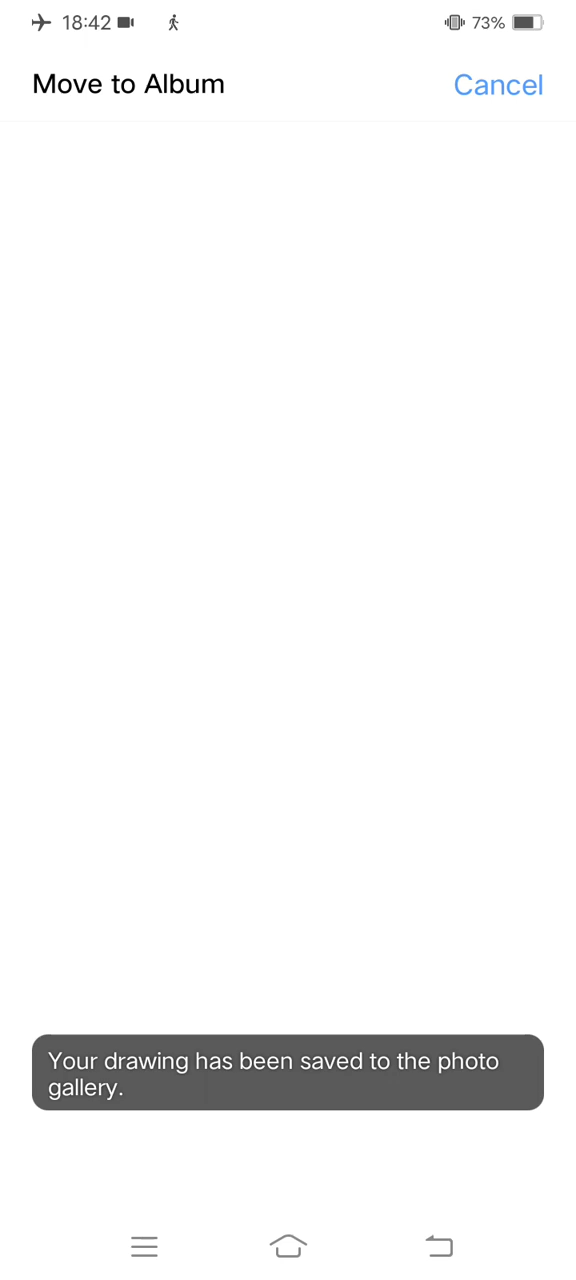 18:42
73%
Move to Album
Cancel
Your drawing has been saved to the photo
gallery.